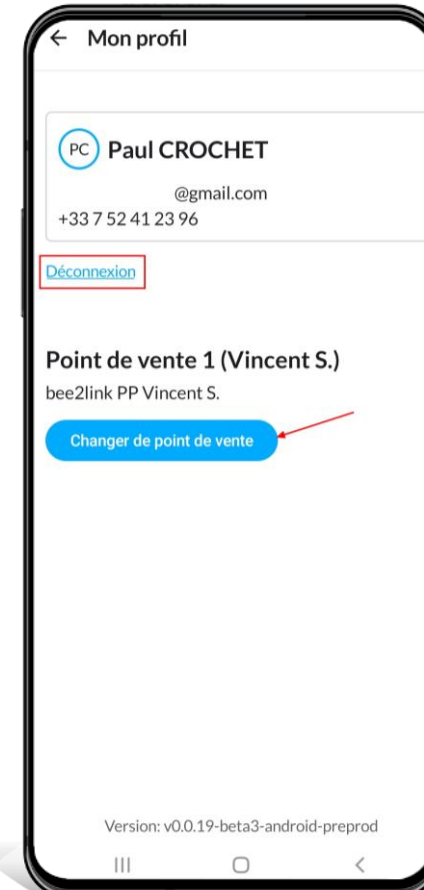 Mon profil
PC
Paul CROCHET
@gmail.com
+33 7 52 41 23 96
Déconnexion
Point de vente 1 (Vincent S.)
bee2link PP Vincent S.
Changer de point de vente
Version: v0.0.19-beta3-android-preprod